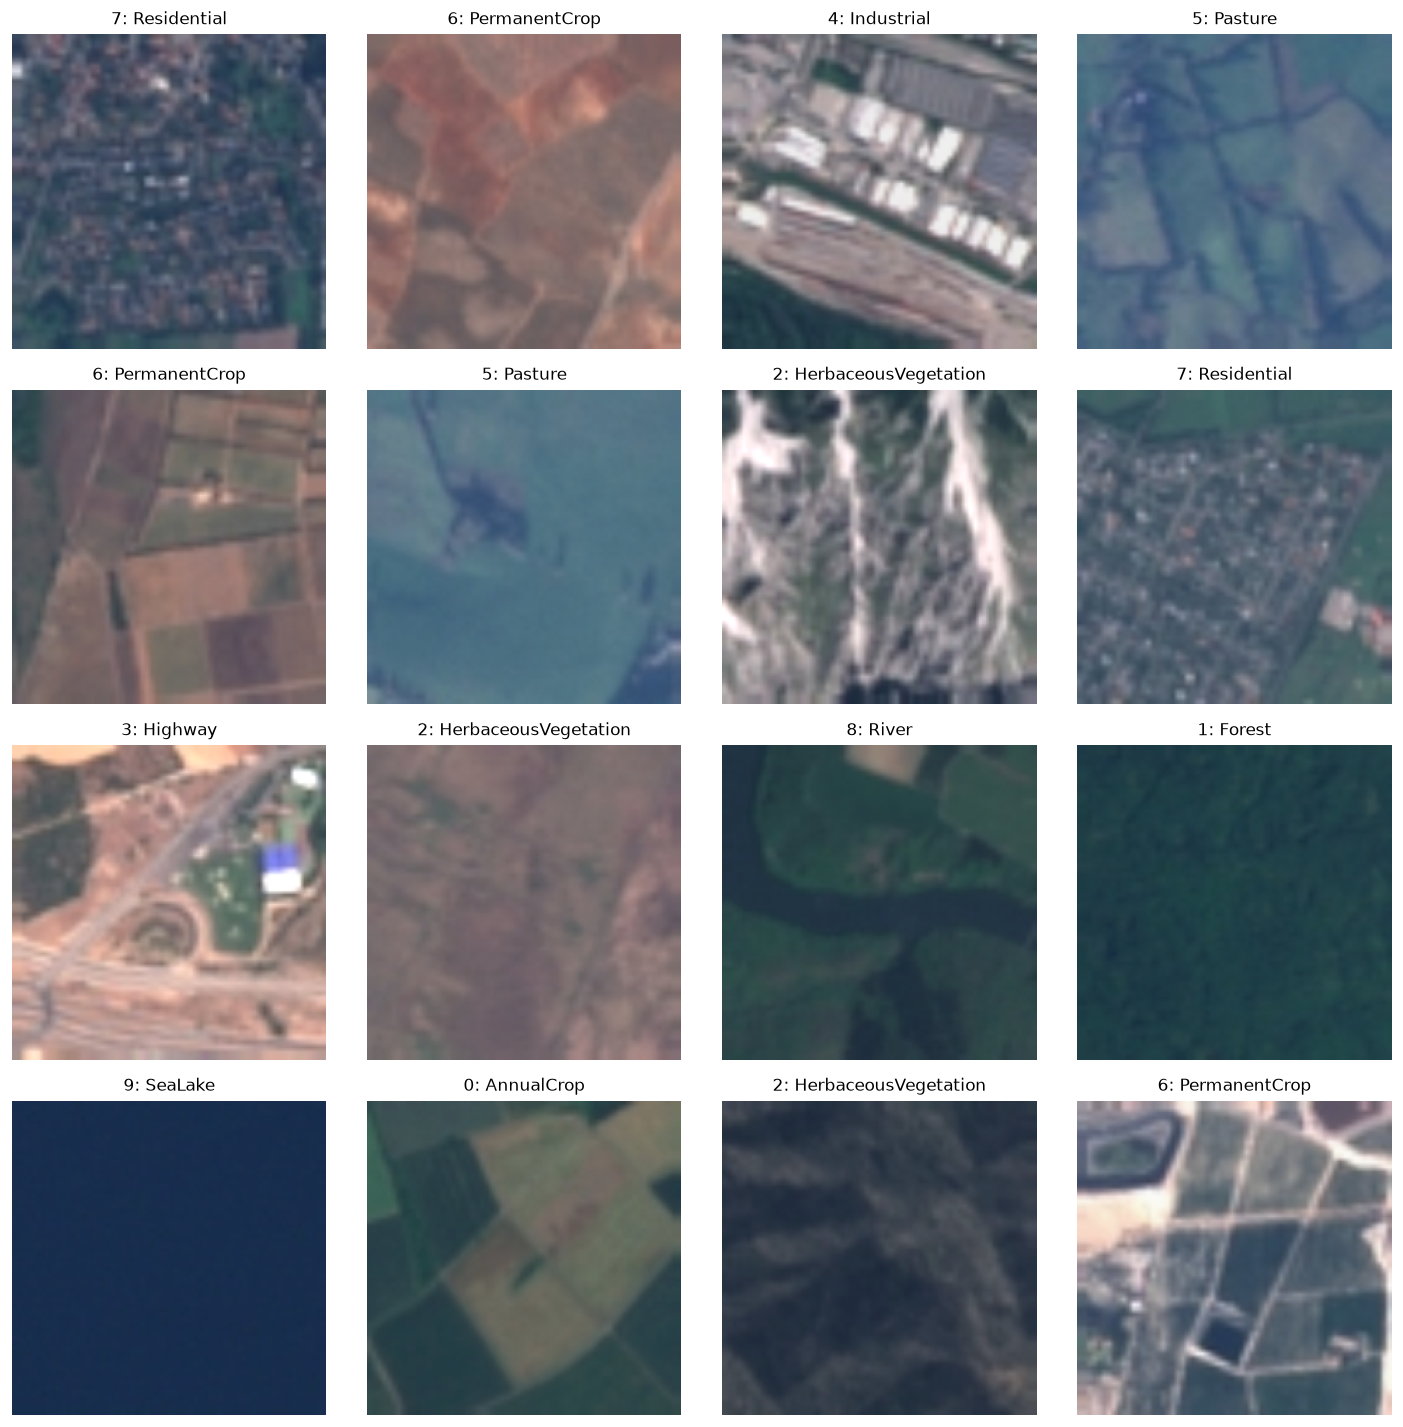 7: Residential
6: PermanentCrop
4: Industrial
5: Pasture
6: PermanentCrop
5: Pasture
2: HerbaceousVegetation
7: Residential
3: Highway
2: HerbaceousVegetation
8: River
1: Forest
9: SeaLake
0: AnnualCrop
2: HerbaceousVegetation
6: PermanentCrop